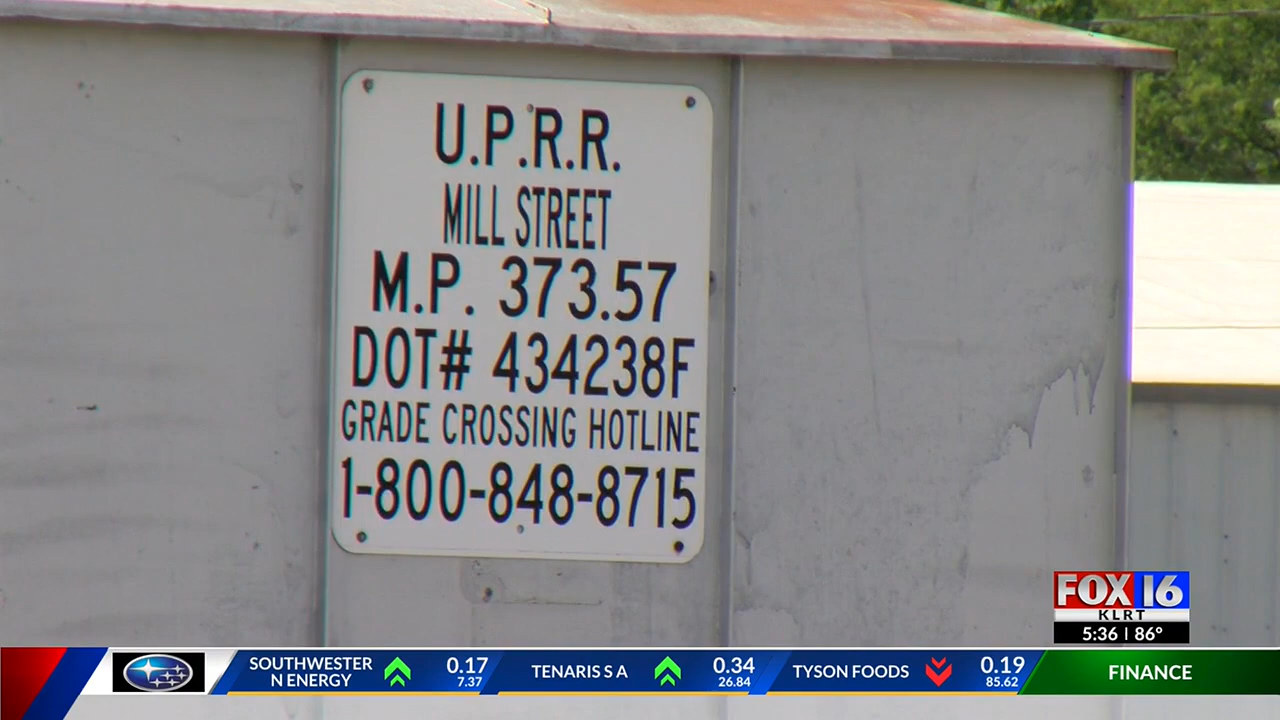 U.P.R.R.
MILL STREET
M.P. 373.57
DOT# 434238F
GRADE CROSSING HOTLINE
1-800-848-8715
FOX 16
KLRT
5:36 | 86°
SOUTHWESTER
N ENERGY
0.17
7.37
TENARIS S A
0.34
26.84
TYSON FOODS
0.19
85.62
FINANCE